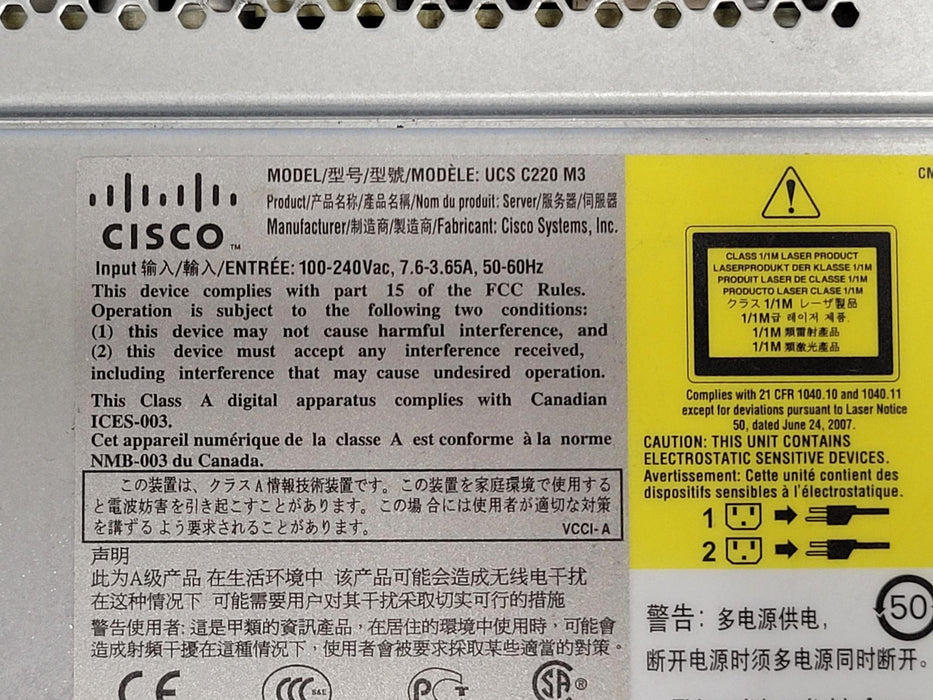 CISCO™
MODEL/型号/型號/MODÈLE: UCS C220 M3
Product/产品名称/產品名稱/Nom du produit: Server/服务器/伺服器
Manufacturer/制造商/製造商/Fabricant: Cisco Systems, Inc.
Input 输入/輸入/ENTRÉE: 100-240Vac, 7.6-3.65A, 50-60Hz
This device complies with part 15 of the FCC Rules.
Operation is subject to the following two conditions:
(1) this device may not cause harmful interference, and
(2) this device must accept any interference received,
including interference that may cause undesired operation.
This Class A digital apparatus complies with Canadian
ICES-003.
Cet appareil numérique de la classe A est conforme à la norme
NMB-003 du Canada.
この装置は、クラスA情報技術装置です。この装置を家庭環境で使用する
と電波妨害を引き起こすことがあります。この場合には使用者が適切な対策
を講ずるよう要求されることがあります。 VCCI-A
声明
此为A级产品 在生活环境中 该产品可能会造成无线电干扰
在这种情况下 可能需要用户对其干扰采取切实可行的措施
警告使用者: 這是甲類的資訊產品，在居住的環境中使用時，可能會
造成射頻干擾在這種情況下，使用者會被要求採取某些適當的對策。
CE
CCC S&E
SA®
CM
CLASS 1/1M LASER PRODUCT
LASERPRODUKT DER KLASSE 1/1M
PRODUIT LASER DE CLASSE 1/1M
PRODUCTO LASER CLASE 1/1M
クラス 1/1M レーザ製品
1/1M급 레이저 제품.
1/1M 類雷射產品
1/1M 類激光產品
Complies with 21 CFR 1040.10 and 1040.11
except for deviations pursuant to Laser Notice
50, dated June 24, 2007.
CAUTION: THIS UNIT CONTAINS
ELECTROSTATIC SENSITIVE DEVICES.
Avertissement: Cette unité contient des
dispositifs sensibles à l'électrostatique.
1
2
警告: 多电源供电，
断开电源时须多电源同时断开。
50